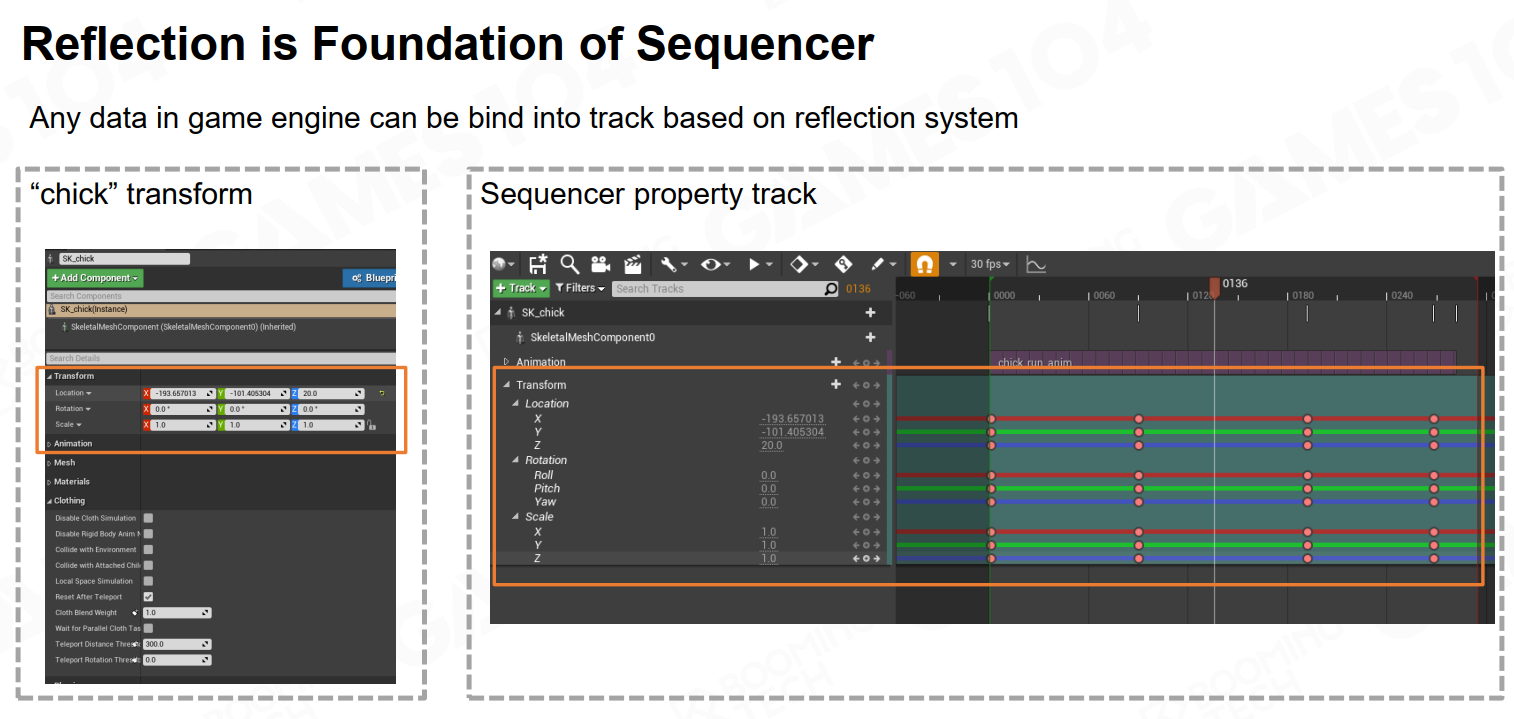 Reflection is Foundation of Sequencer
Any data in game engine can be bind into track based on reflection system
“chick” transform
SK_chick
+Add Component
Bluepri
Search Components
SK_chick(Instance)
SkeletalMeshComponent (SkeletalMeshComponent0) (Inherited)
Search Details
Transform
Location X -193.657013 Y -101.405304 Z 20.0
Rotation X 0.0 ° Y 0.0 ° Z 0.0 °
Scale X 1.0 Y 1.0 Z 1.0
Animation
Mesh
Materials
Clothing
Disable Cloth Simulation
Disable Rigid Body Anim
Collide with Environment
Collide with Attached Chil
Local Space Simulation
Reset After Teleport
Cloth Blend Weight 1.0
Wait for Parallel Cloth Tas
Teleport Distance Thresh 300.0
Teleport Rotation Thresh 0.0
Sequencer property track
30 fps
+ Track Filters Search Tracks 0136
-060 0000 0060 0120 0136 0180 0240
SK_chick
SkeletalMeshComponent0
Animation chick_run_anim
Transform
Location
X -193.657013
Y -101.405304
Z 20.0
Rotation
Roll 0.0
Pitch 0.0
Yaw 0.0
Scale
X 1.0
Y 1.0
Z 1.0
GAMES104
BOOMING TECH